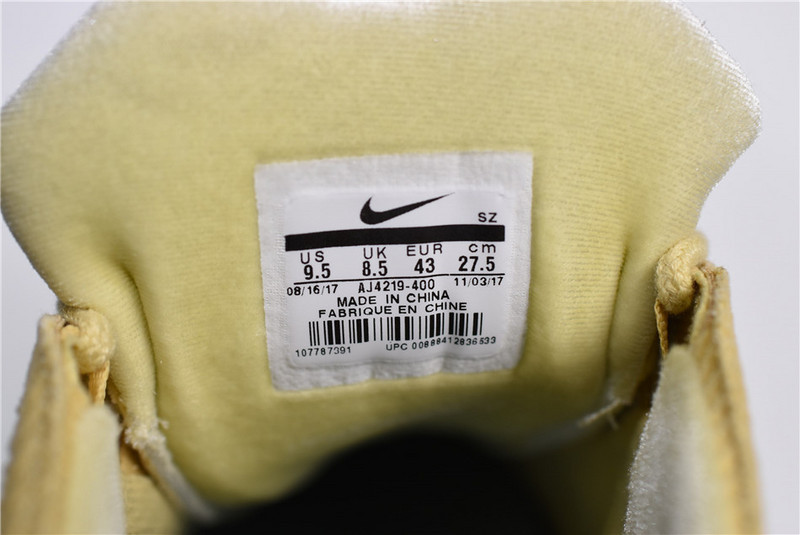 SZ
US UK EUR cm
9.5 8.5 43 27.5
08/16/17 AJ4219-400 11/03/17
MADE IN CHINA
FABRIQUE EN CHINE
107787391 UPC 00888412836533